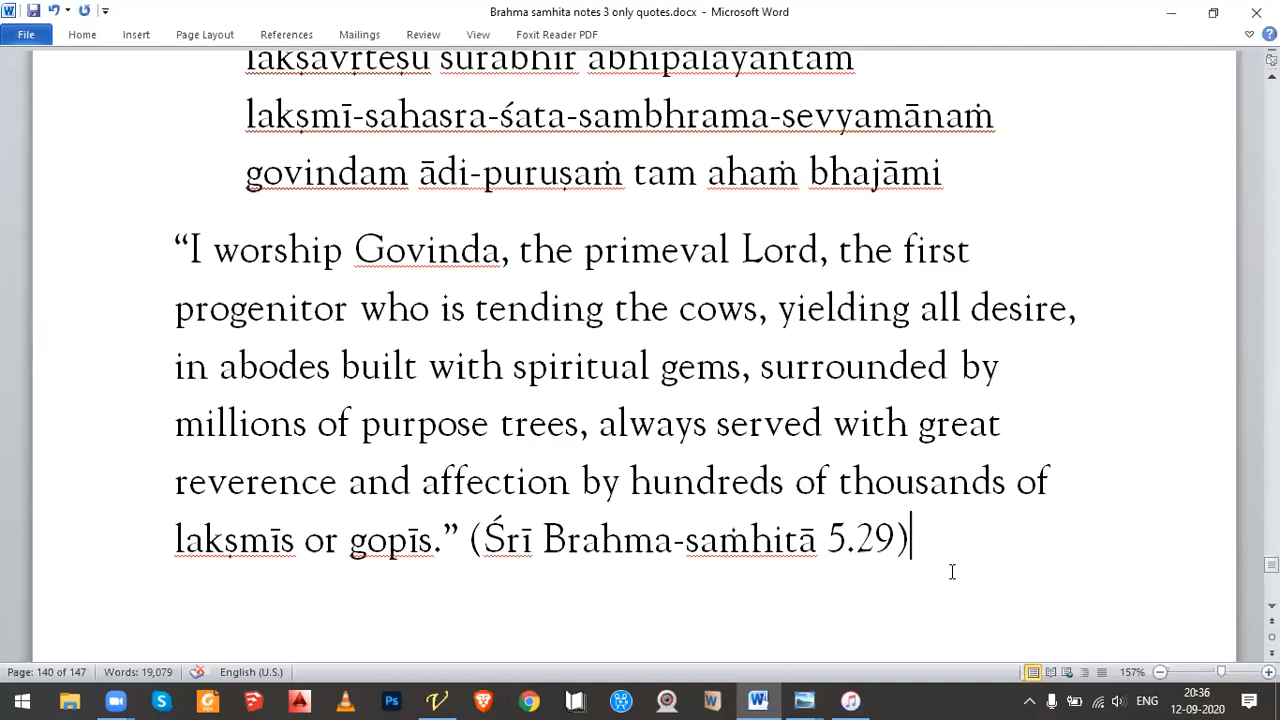 Brahma samhita notes 3 only quotes.docx - Microsoft Word
File Home Insert Page Layout References Mailings Review View Foxit Reader PDF
lakṣāvṛteṣu surabhīr abhipālayantam
lakṣmī-sahasra-śata-sambhrama-sevyamānaṁ
govindam ādi-puruṣaṁ tam ahaṁ bhajāmi
“I worship Govinda, the primeval Lord, the first
progenitor who is tending the cows, yielding all desire,
in abodes built with spiritual gems, surrounded by
millions of purpose trees, always served with great
reverence and affection by hundreds of thousands of
lakṣmīs or gopīs.” (Śrī Brahma-saṁhitā 5.29)
Page: 140 of 147 Words: 19,079 English (U.S.) 157%
ENG 20:36
12-09-2020